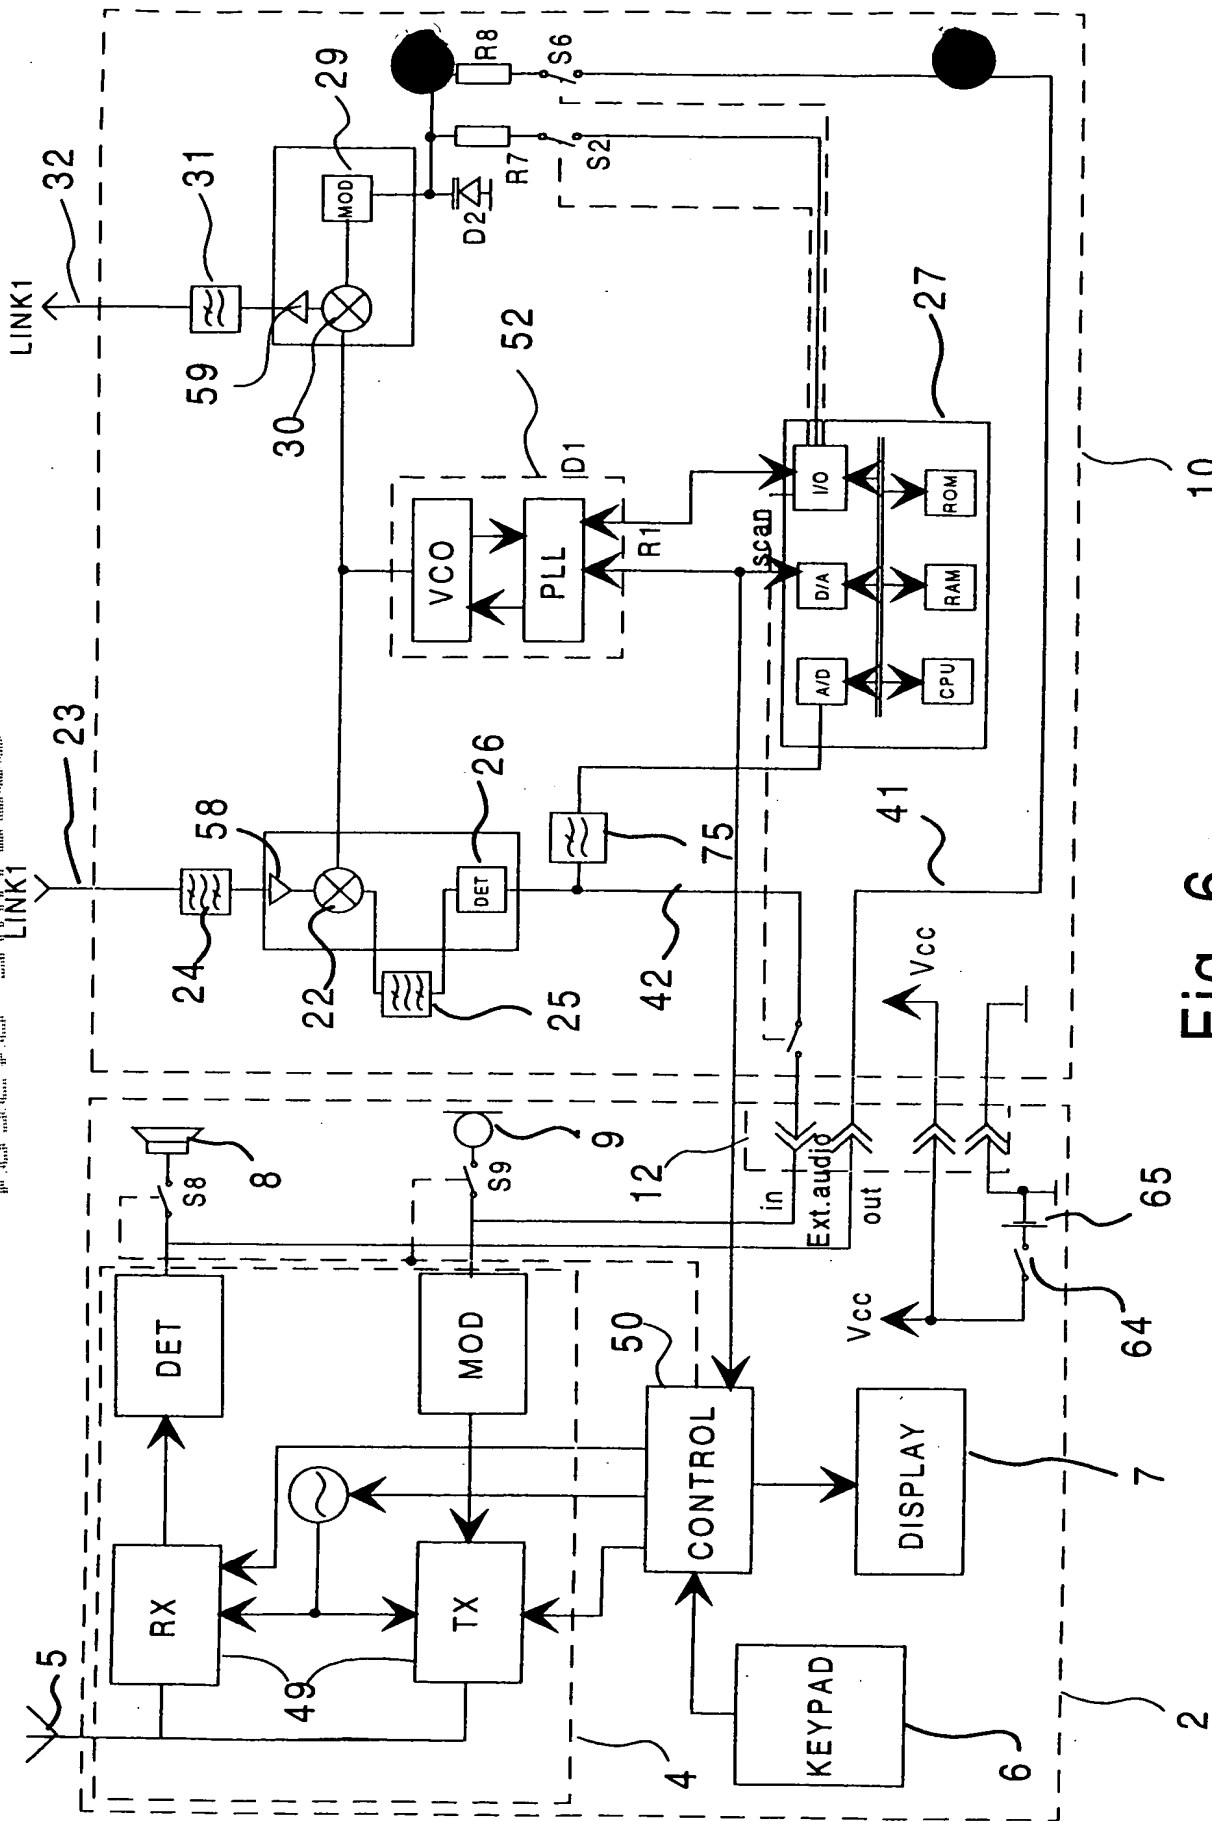 LINK1
32
31
29
R8
S6
MOD
R7
S2
D2
59
30
52
27
LINK1
23
58
24
22
26
DET
25
VCO
PLL
D1
R1
scan
I/O
D/A
A/D
ROM
RAM
CPU
75
42
41
10
Vcc
S8
8
S9
9
12
in
Ext.audio
out
65
64
Vcc
DET
MOD
50
CONTROL
DISPLAY
7
RX
TX
49
5
4
KEYPAD
6
2
Fig. 6